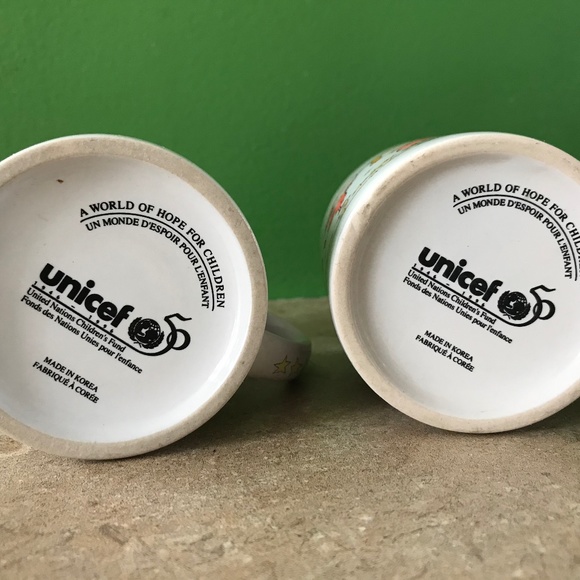 A WORLD OF HOPE FOR CHILDREN
UN MONDE D'ESPOIR POUR L'ENFANT
unicef 50
United Nations Children's Fund
Fonds des Nations Unies pour l'enfance
MADE IN KOREA
FABRIQUÉ À CORÉE
A WORLD OF HOPE FOR CHILDREN
UN MONDE D'ESPOIR POUR L'ENFANT
unicef 50
United Nations Children's Fund
Fonds des Nations Unies pour l'enfance
MADE IN KOREA
FABRIQUÉ À CORÉE